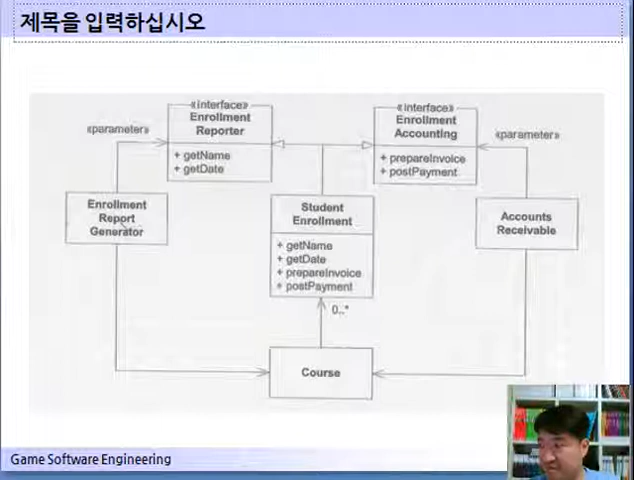 제목을 입력하십시오
«interface»
Enrollment
Reporter
+ getName
+ getDate
«interface»
Enrollment
Accounting
+ prepareInvoice
+ postPayment
«parameter»
«parameter»
Enrollment
Report
Generator
Student
Enrollment
+ getName
+ getDate
+ prepareInvoice
+ postPayment
Accounts
Receivable
0..*
Course
Game Software Engineering